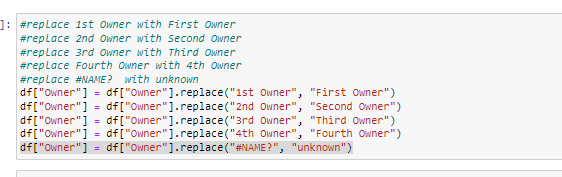 ]: #replace 1st Owner with First Owner
#replace 2nd Owner with Second Owner
#replace 3rd Owner with Third Owner
#replace Fourth Owner with 4th Owner
#replace #NAME?  with unknown
df["Owner"] = df["Owner"].replace("1st Owner", "First Owner")
df["Owner"] = df["Owner"].replace("2nd Owner", "Second Owner")
df["Owner"] = df["Owner"].replace("3rd Owner", "Third Owner")
df["Owner"] = df["Owner"].replace("4th Owner", "Fourth Owner")
df["Owner"] = df["Owner"].replace("#NAME?", "unknown")